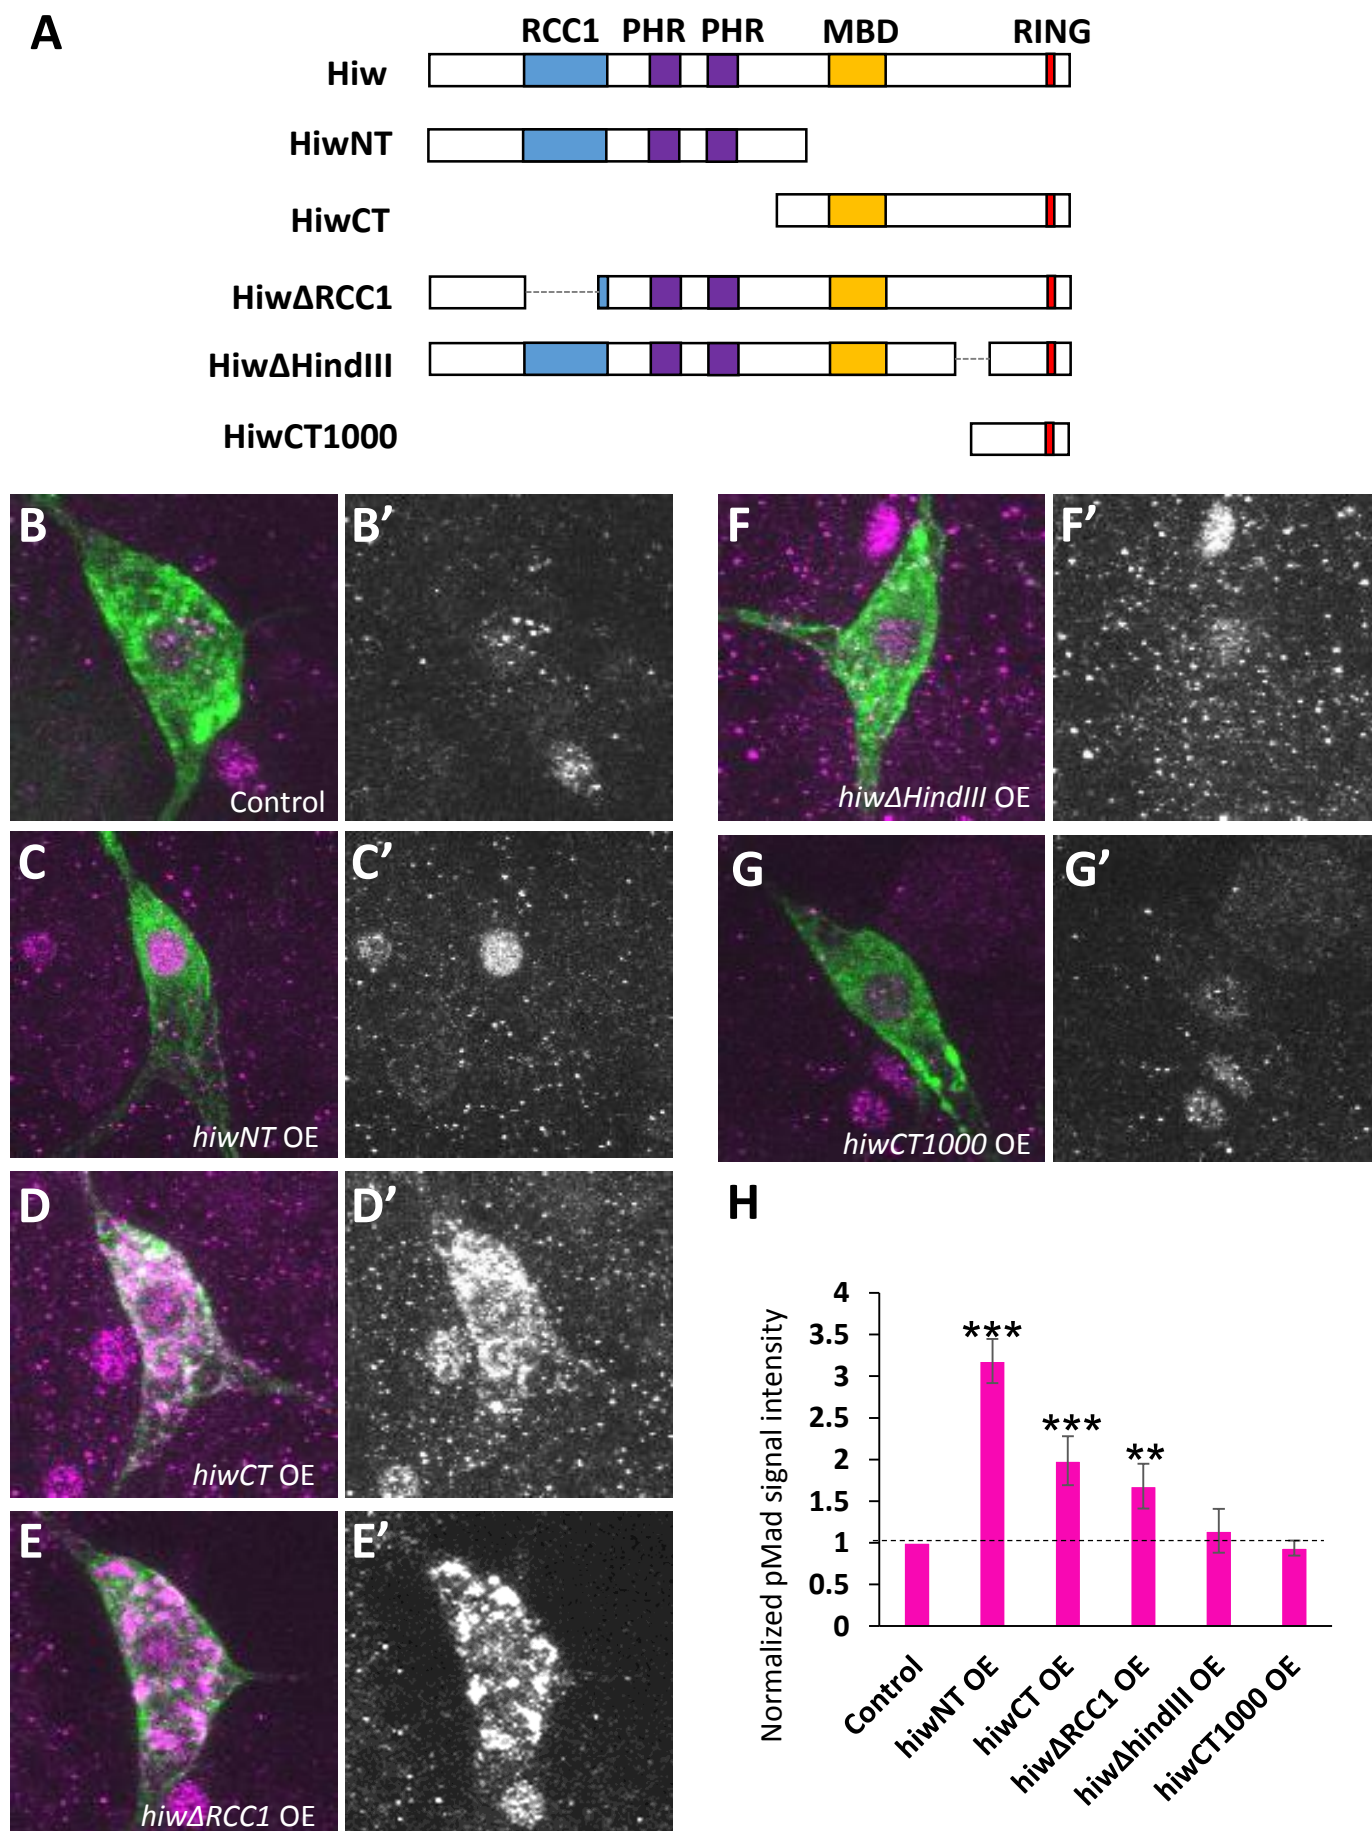 A
RCC1 PHR PHR MBD RING
Hiw
HiwNT
HiwCT
HiwΔRCC1
HiwΔHindIII
HiwCT1000
B
Control
B’
F
hiwΔHindIII OE
F’
C
hiwNT OE
C’
G
hiwCT1000 OE
G’
D
hiwCT OE
D’
E
hiwΔRCC1 OE
E’
H
Normalized pMad signal intensity
4
3.5
3
2.5
2
1.5
1
0.5
0
***
***
**
Control
hiwNT OE
hiwCT OE
hiwΔRCC1 OE
hiwΔhindIII OE
hiwCT1000 OE